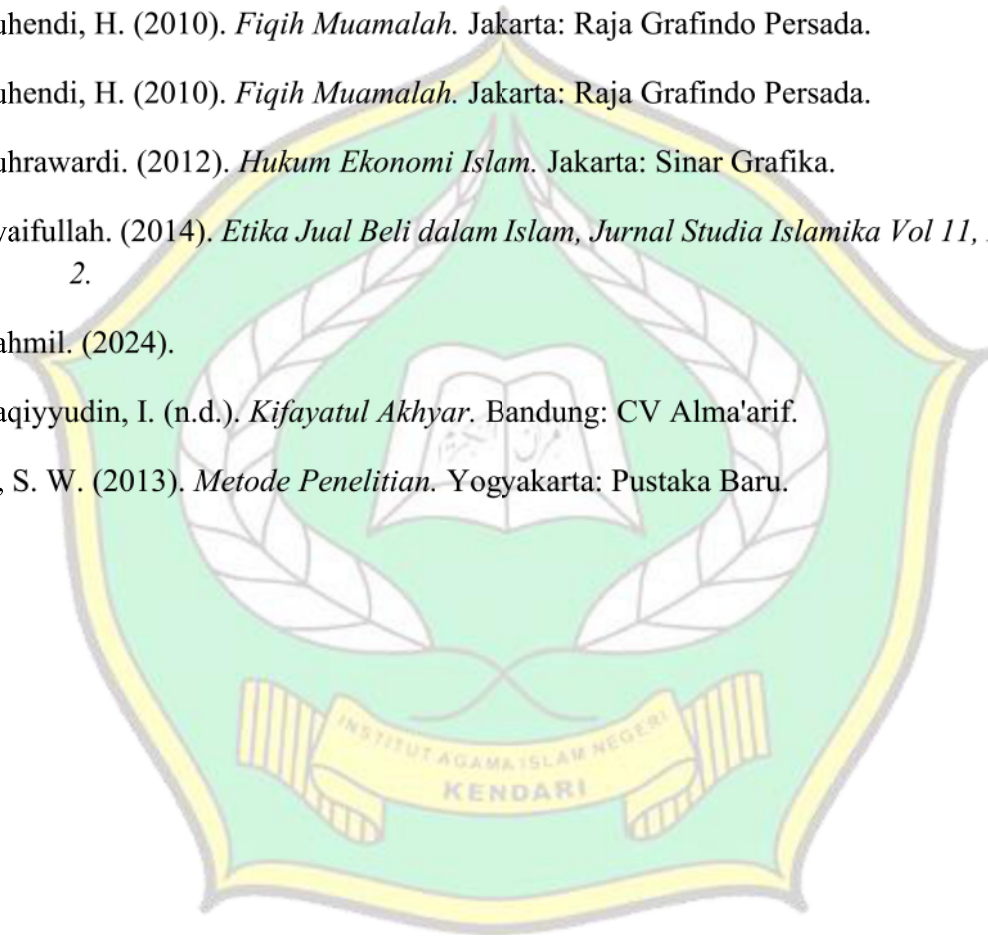 uhendi, H. (2010). Fiqih Muamalah. Jakarta: Raja Grafindo Persada.
uhendi, H. (2010). Fiqih Muamalah. Jakarta: Raja Grafindo Persada.
uhrawardi. (2012). Hukum Ekonomi Islam. Jakarta: Sinar Grafika.
yaifullah. (2014). Etika Jual Beli dalam Islam, Jurnal Studia Islamika Vol 11,
2.
ahmil. (2024).
aqiyyudin, I. (n.d.). Kifayatul Akhyar. Bandung: CV Alma'arif.
, S. W. (2013). Metode Penelitian. Yogyakarta: Pustaka Baru.
INSTITUT AGAMA ISLAM NEGERI
KENDARI